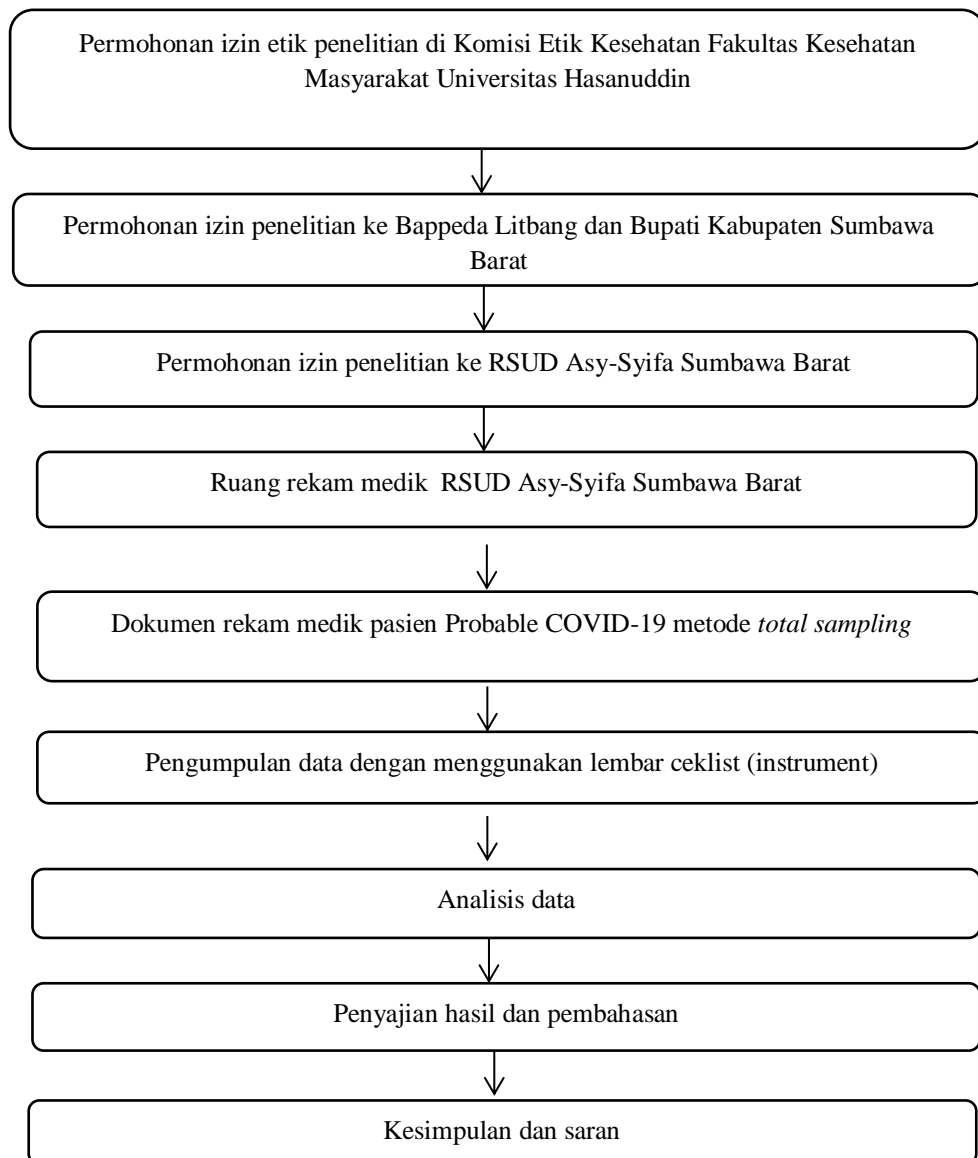 Permohonan izin etik penelitian di Komisi Etik Kesehatan Fakultas Kesehatan
Masyarakat Universitas Hasanuddin
Permohonan izin penelitian ke Bappeda Litbang dan Bupati Kabupaten Sumbawa
Barat
Permohonan izin penelitian ke RSUD Asy-Syifa Sumbawa Barat
Ruang rekam medik RSUD Asy-Syifa Sumbawa Barat
Dokumen rekam medik pasien Probable COVID-19 metode total sampling
Pengumpulan data dengan menggunakan lembar ceklist (instrument)
Analisis data
Penyajian hasil dan pembahasan
Kesimpulan dan saran